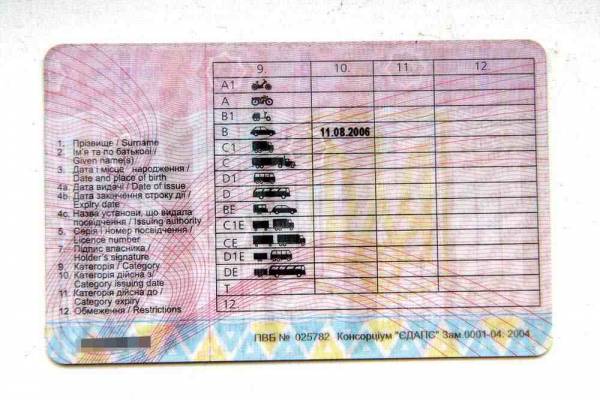 9. 10. 11. 12
A1
A
B1
B 11.08.2006
C1
C
D1
D
BE
C1E
CE
D1E
DE
T
12.
1. Прізвище / Surname
2. Ім'я та по батькові /
Given name(s)
3. Дата і місце народження /
Date and place of birth
4a. Дата видачі / Date of issue
4b. Дата закінчення строку дії /
Expiry date
4c. Назва установи, що видала
посвідчення / Issuing authority
5. Серія і номер посвідчення /
Licence number
7. Підпис власника /
Holder's signature
9. Категорія / Category
10. Категорія дійсна з /
Category issuing date
11. Категорія дійсна до /
Category expiry
12. Обмеження / Restrictions
ПВБ № 025782 Консорціум "ЄДАПС" Зам.0001-04. 2004